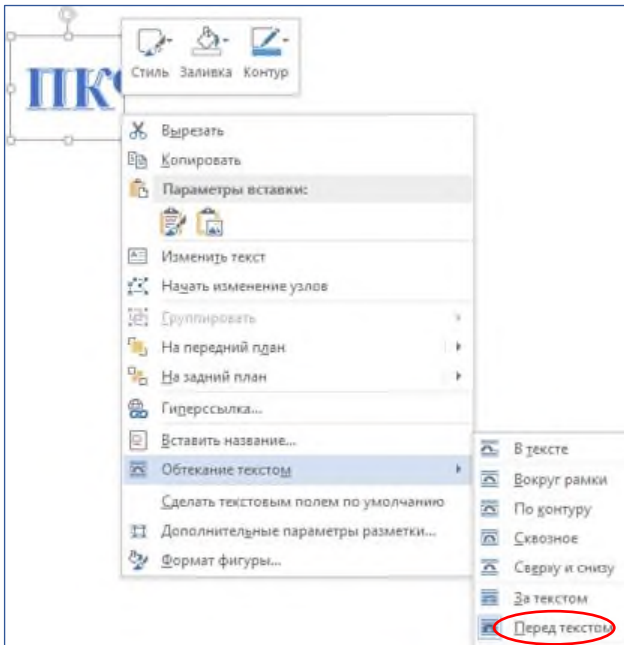 Стиль Заливка Контур
ПК
Вырезать
Копировать
Параметры вставки:
Изменить текст
Начать изменение узлов
Группировать
На передний план
На задний план
Гиперссылка...
Вставить название...
Обтекание текстом
В тексте
Вокруг рамки
По контуру
Сквозное
Сверху и снизу
За текстом
Перед текстом
Сделать текстовым полем по умолчанию
Дополнительные параметры разметки...
Формат фигуры...